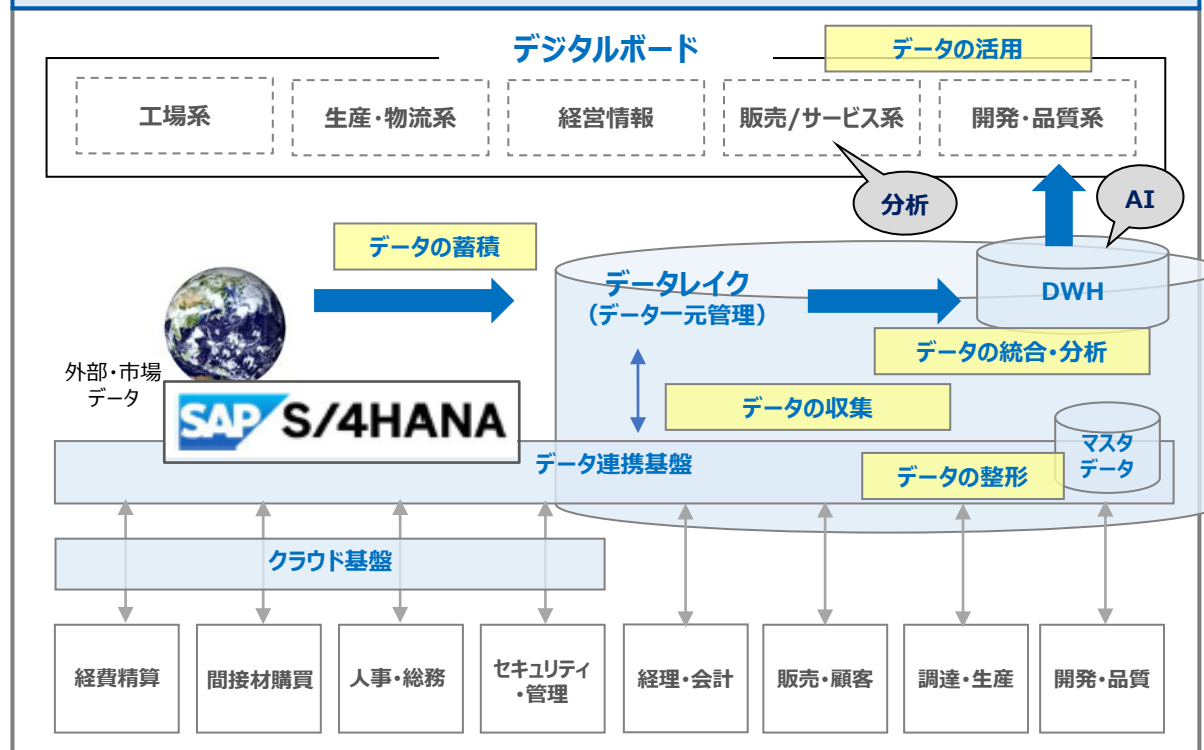 デジタルボード
データの活用
工場系
生産・物流系
経営情報
販売/サービス系
開発・品質系
分析
AI
データの蓄積
データレイク
（データ一元管理）
DWH
データの統合・分析
外部・市場
データ
SAP S/4HANA
データの収集
データ連携基盤
データの整形
マスタ
データ
クラウド基盤
経費精算
間接材購買
人事・総務
セキュリティ
・管理
経理・会計
販売・顧客
調達・生産
開発・品質